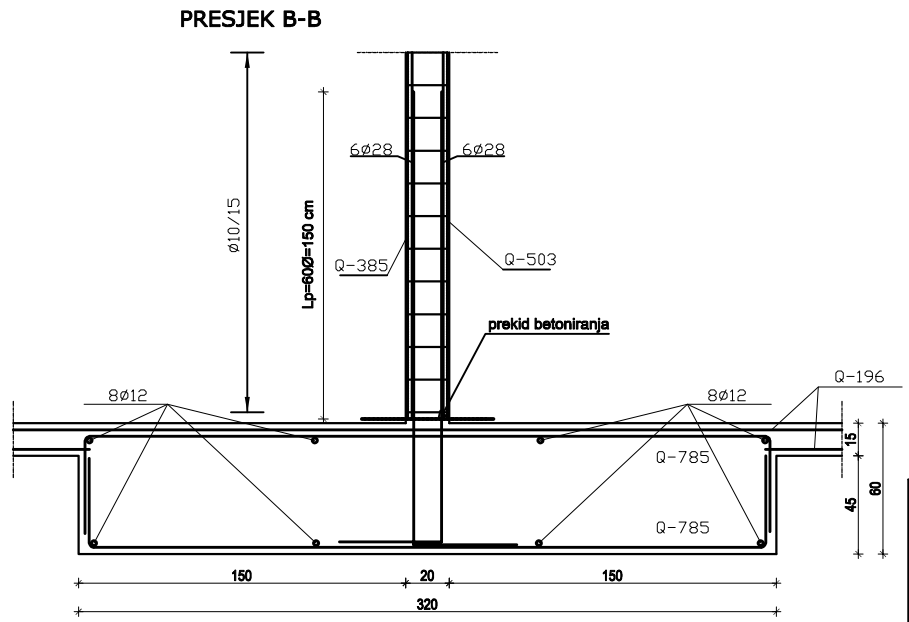 PRESJEK B-B
6ø28
6ø28
ø10/15
Lp=60Ø=150 cm
Q-385
Q-503
prekid betoniranja
Q-196
8ø12
8ø12
Q-785
15
60
45
Q-785
150
20
150
320